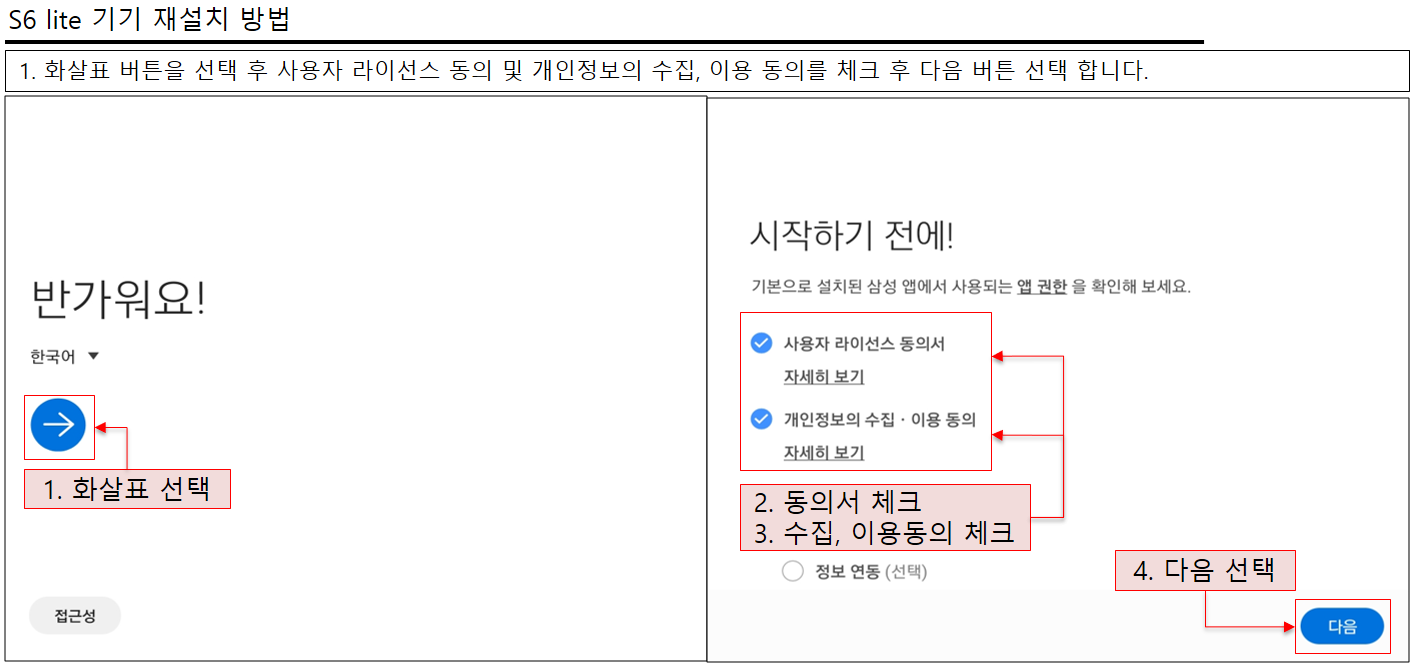 S6 lite 기기 재설치 방법
1. 화살표 버튼을 선택 후 사용자 라이선스 동의 및 개인정보의 수집, 이용 동의를 체크 후 다음 버튼 선택 합니다.
반가워요!
한국어
1. 화살표 선택
접근성
시작하기 전에!
기본으로 설치된 삼성 앱에서 사용되는 앱 권한 을 확인해 보세요.
사용자 라이선스 동의서
자세히 보기
개인정보의 수집 · 이용 동의
자세히 보기
2. 동의서 체크
3. 수집, 이용동의 체크
정보 연동 (선택)
4. 다음 선택
다음